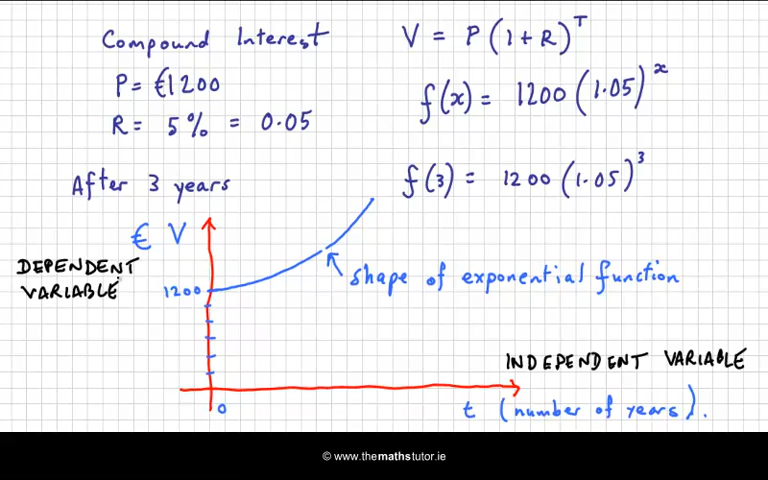 Compound Interest
V = P(1+R)^T
P = €1200
f(x) = 1200(1.05)^x
R = 5% = 0.05
After 3 years
f(3) = 1200(1.05)^3
€ V
DEPENDENT
VARIABLE
1200
shape of exponential function
INDEPENDENT VARIABLE
0
t (number of years).
© www.themathstutor.ie